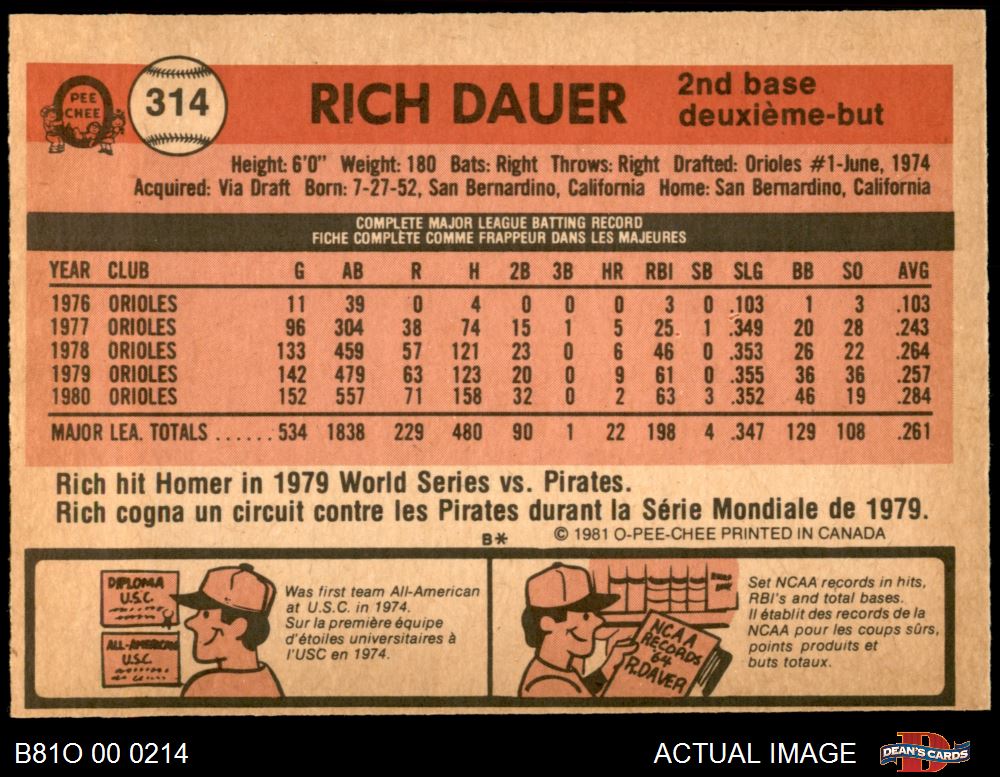 PEE
CHEE
314
RICH DAUER
2nd base
deuxième-but
Height: 6'0" Weight: 180 Bats: Right Throws: Right Drafted: Orioles #1-June, 1974
Acquired: Via Draft Born: 7-27-52, San Bernardino, California Home: San Bernardino, California
COMPLETE MAJOR LEAGUE BATTING RECORD
FICHE COMPLÈTE COMME FRAPPEUR DANS LES MAJEURES
YEAR CLUB G AB R H 2B 3B HR RBI SB SLG BB SO AVG
1976 ORIOLES 11 39 0 4 0 0 0 3 0 .103 1 3 .103
1977 ORIOLES 96 304 38 74 15 1 5 25 1 .349 20 28 .243
1978 ORIOLES 133 459 57 121 23 0 6 46 0 .353 26 22 .264
1979 ORIOLES 142 479 63 123 20 0 9 61 0 .355 36 36 .257
1980 ORIOLES 152 557 71 158 32 0 2 63 3 .352 46 19 .284
MAJOR LEA. TOTALS ...... 534 1838 229 480 90 1 22 198 4 .347 129 108 .261
Rich hit Homer in 1979 World Series vs. Pirates.
Rich cogna un circuit contre les Pirates durant la Série Mondiale de 1979.
B* © 1981 O-PEE-CHEE PRINTED IN CANADA
DIPLOMA
U.S.C.
ALL-AMERICAN
U.S.C.
Was first team All-American
at U.S.C. in 1974.
Sur la première équipe
d'étoiles universitaires à
l'USC en 1974.
NCAA
RECORDS
64
R.DAUER
Set NCAA records in hits,
RBI's and total bases.
Il établit des records de la
NCAA pour les coups sûrs,
points produits et
buts totaux.
B81O 00 0214
ACTUAL IMAGE
DEAN'S CARDS